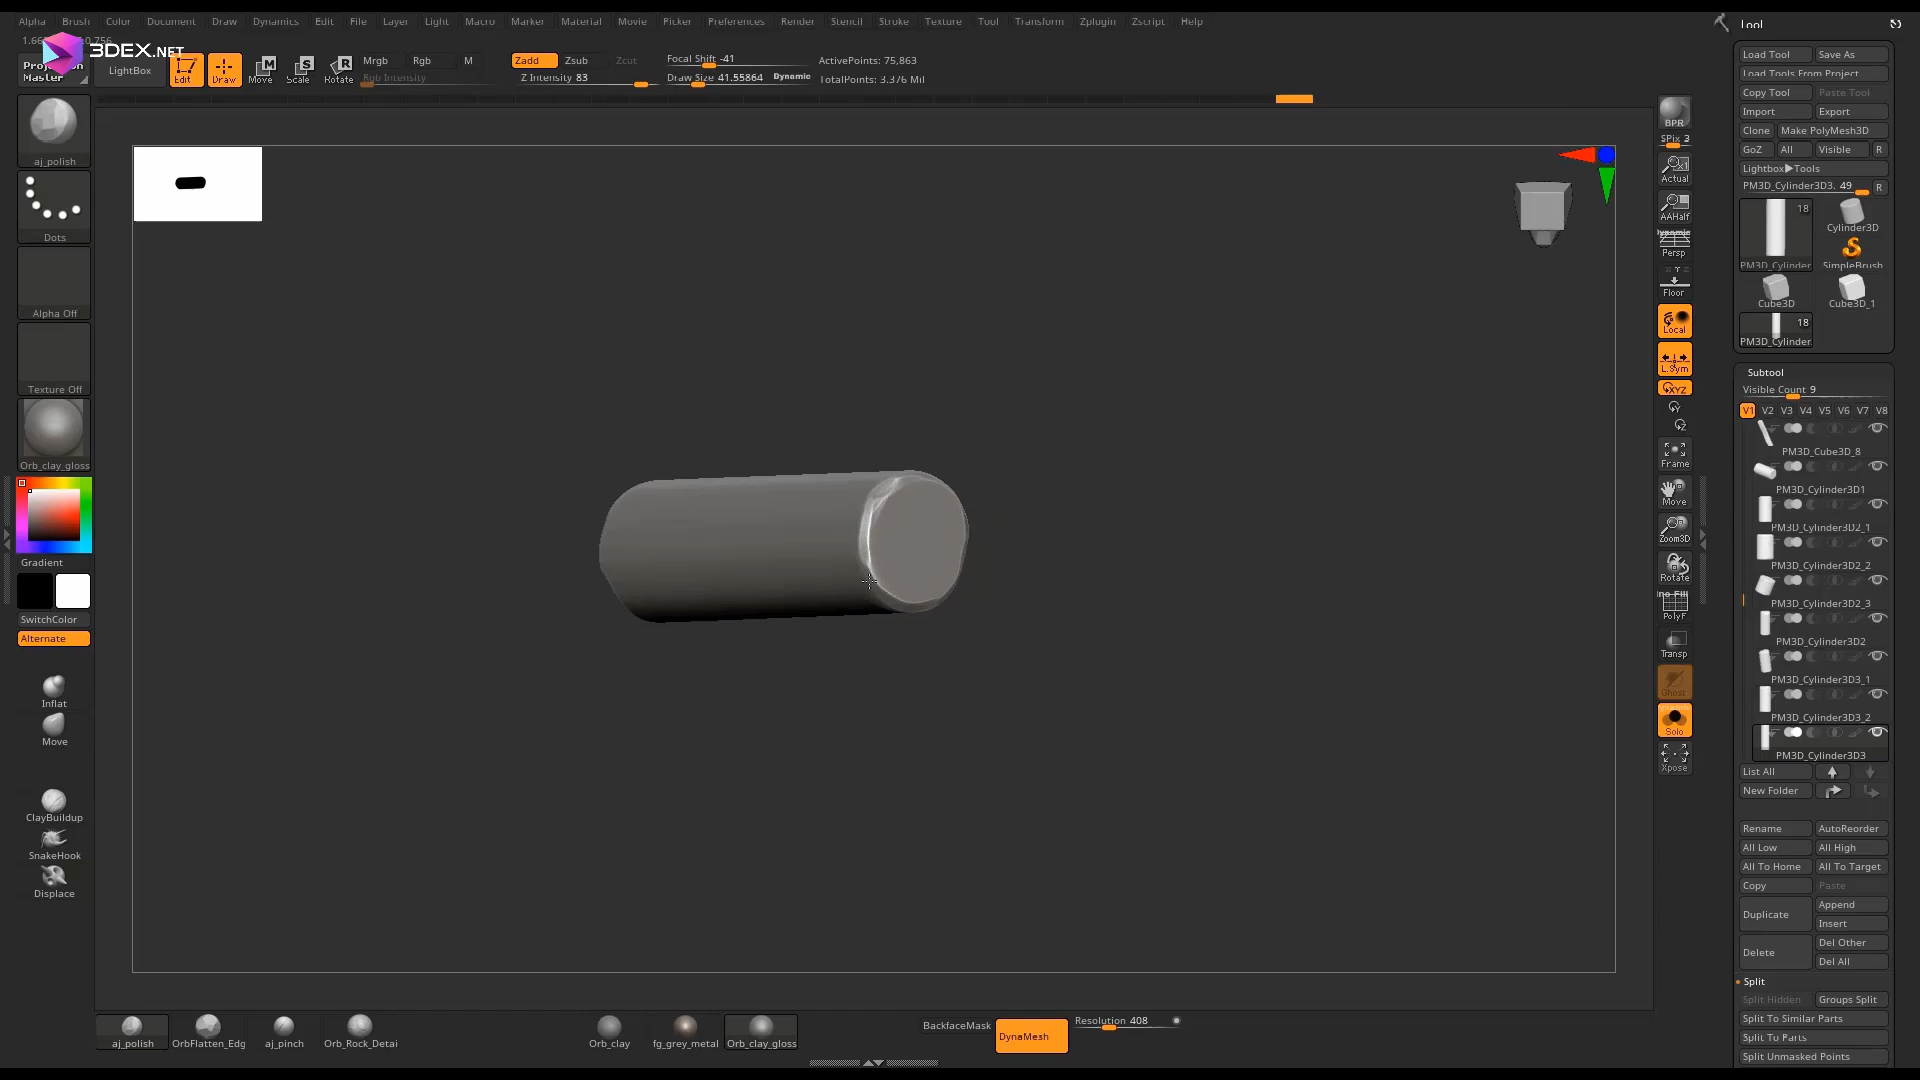 Alpha Brush Color Document Draw Dynamics Edit File Layer Light Macro Marker Material Movie Picker Preferences Render Stencil Stroke Texture Tool Transform Zplugin Zscript Help
3DEX.NET
Master
LightBox
Edit
Draw
Move
Scale
Rotate
Mrgb Rgb M
Rgb Intensity
Zadd Zsub Zcut
Z Intensity 83
Focal Shift -41
Draw Size 41.55864 Dynamic
ActivePoints: 75,863
TotalPoints: 3.376 Mil
aj_polish
Dots
Alpha Off
Texture Off
Orb_clay_gloss
Gradient
SwitchColor
Alternate
Inflat
Move
ClayBuildup
SnakeHook
Displace
BPR
SPix 3
Actual
AAHalf
Dynamic
Persp
Floor
Local
L.Sym
XYZ
Frame
Move
Zoom3D
Rotate
PolyF
Transp
Ghost
Solo
Xpose
Tool
Load Tool Save As
Load Tools From Project
Copy Tool Paste Tool
Import Export
Clone Make PolyMesh3D
GoZ All Visible R
Lightbox▶Tools
PM3D_Cylinder3D3. 49 R
18
PM3D_Cylinder
Cylinder3D
SimpleBrush
Cube3D
Cube3D_1
18
PM3D_Cylinder
Subtool
Visible Count 9
V1 V2 V3 V4 V5 V6 V7 V8
PM3D_Cube3D_8
PM3D_Cylinder3D1
PM3D_Cylinder3D2_1
PM3D_Cylinder3D2_2
PM3D_Cylinder3D2_3
PM3D_Cylinder3D2
PM3D_Cylinder3D3_1
PM3D_Cylinder3D3_2
PM3D_Cylinder3D3
List All
New Folder
Rename AutoReorder
All Low All High
All To Home All To Target
Copy Paste
Duplicate
Append
Insert
Delete
Del Other
Del All
Split
Split Hidden Groups Split
Split To Similar Parts
Split To Parts
Split Unmasked Points
aj_polish
OrbFlatten_Edg
aj_pinch
Orb_Rock_Detai
Orb_clay
fg_grey_metal
Orb_clay_gloss
BackfaceMask
DynaMesh
Resolution 408